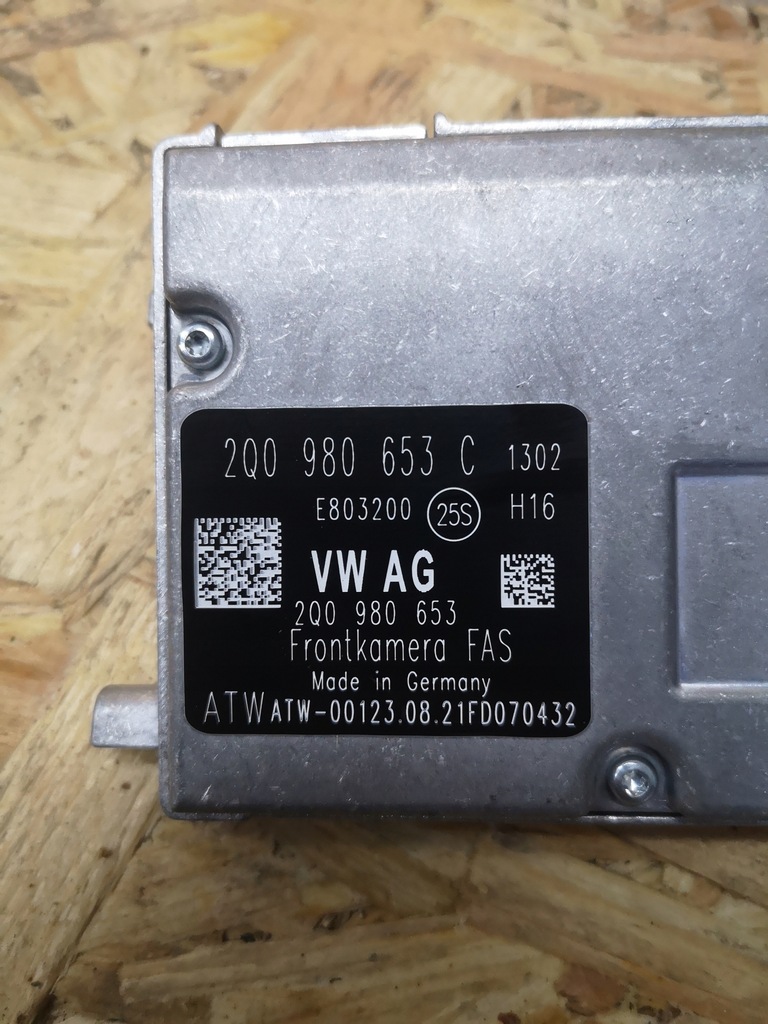 2Q0 980 653 C 1302
E803200 25S H16
VW AG
2Q0 980 653
Frontkamera FAS
Made in Germany
ATW ATW-00123.08.21FD070432